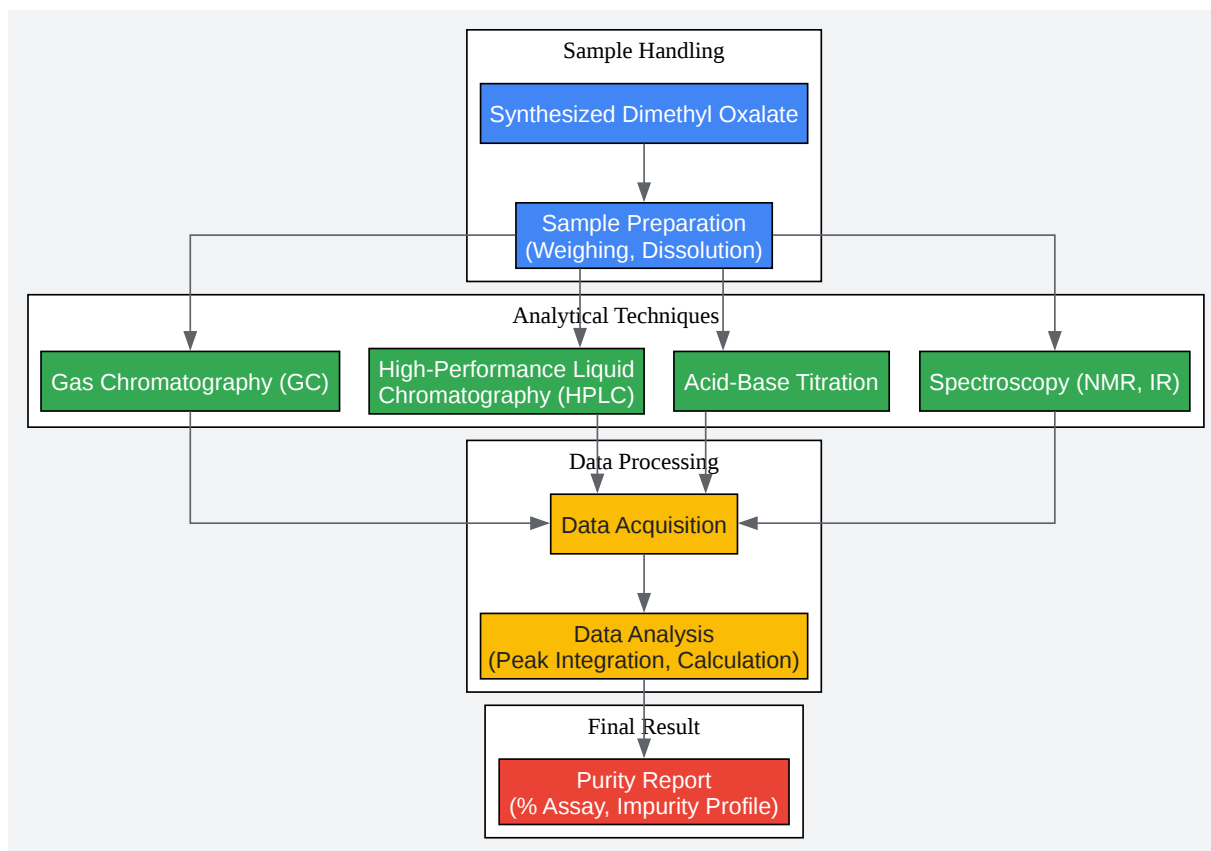 Sample Handling
Synthesized Dimethyl Oxalate
Sample Preparation
(Weighing, Dissolution)
Analytical Techniques
Gas Chromatography (GC)
High-Performance Liquid
Chromatography (HPLC)
Acid-Base Titration
Spectroscopy (NMR, IR)
Data Processing
Data Acquisition
Data Analysis
(Peak Integration, Calculation)
Final Result
Purity Report
(% Assay, Impurity Profile)